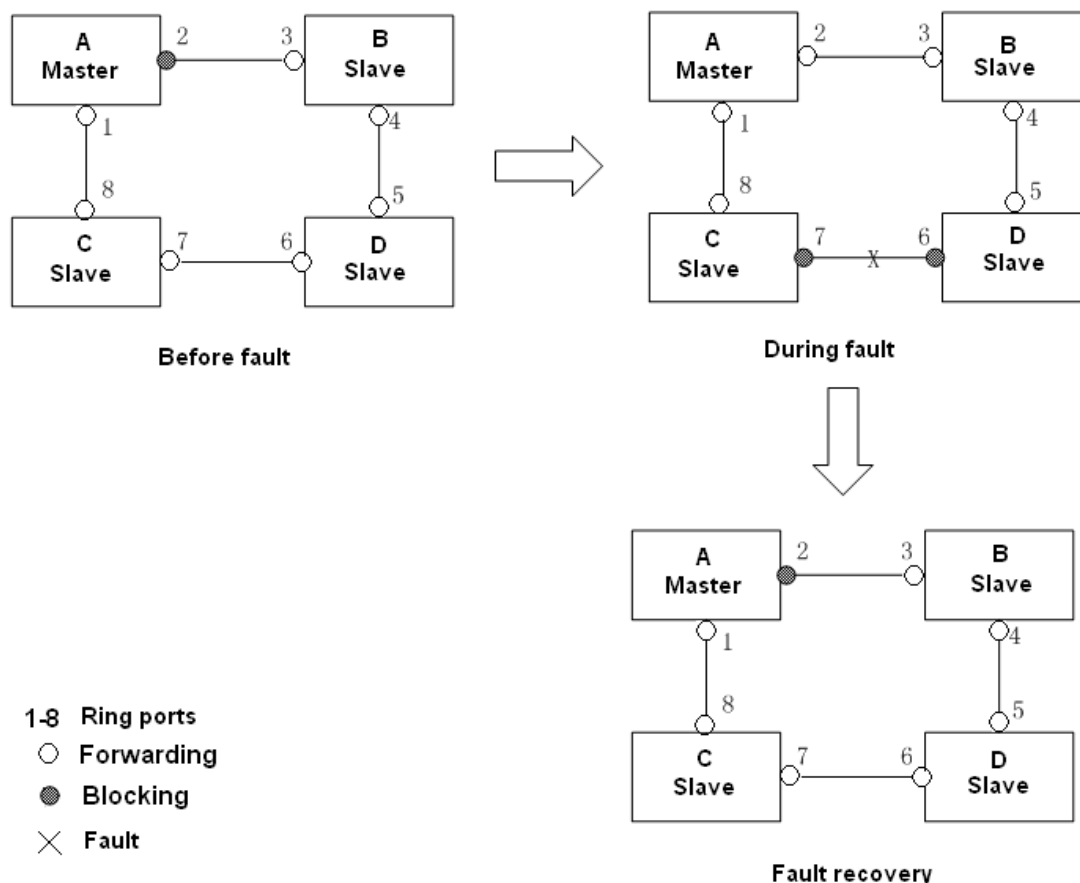 A
Master
2
3
B
Slave
1
4
8
5
C
Slave
7
6
D
Slave
Before fault
A
Master
2
3
B
Slave
1
4
8
5
C
Slave
7
X
6
D
Slave
During fault
A
Master
2
3
B
Slave
1
4
8
5
C
Slave
7
6
D
Slave
Fault recovery
1-8 Ring ports
Forwarding
Blocking
Fault